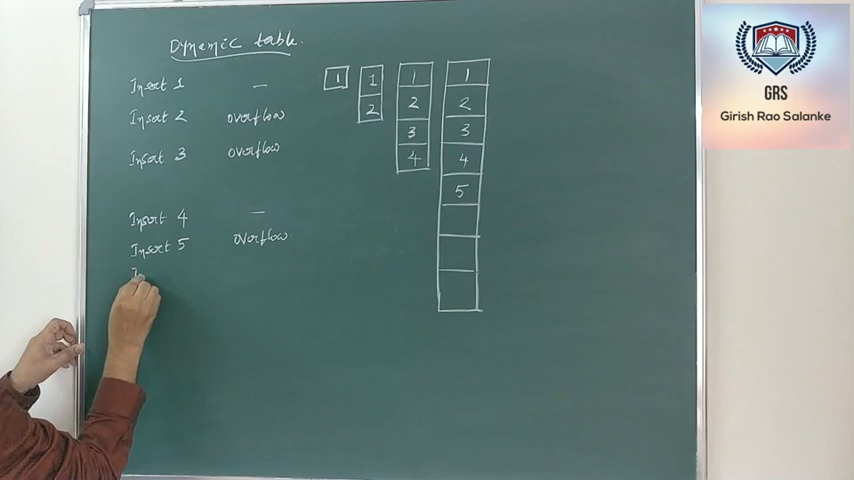 Dynamic table.
Insert 1 —
Insert 2 overflow
Insert 3 overflow
Insert 4 —
Insert 5 overflow
I
1
1
2
1
2
3
4
1
2
3
4
5
GRS
Girish Rao Salanke